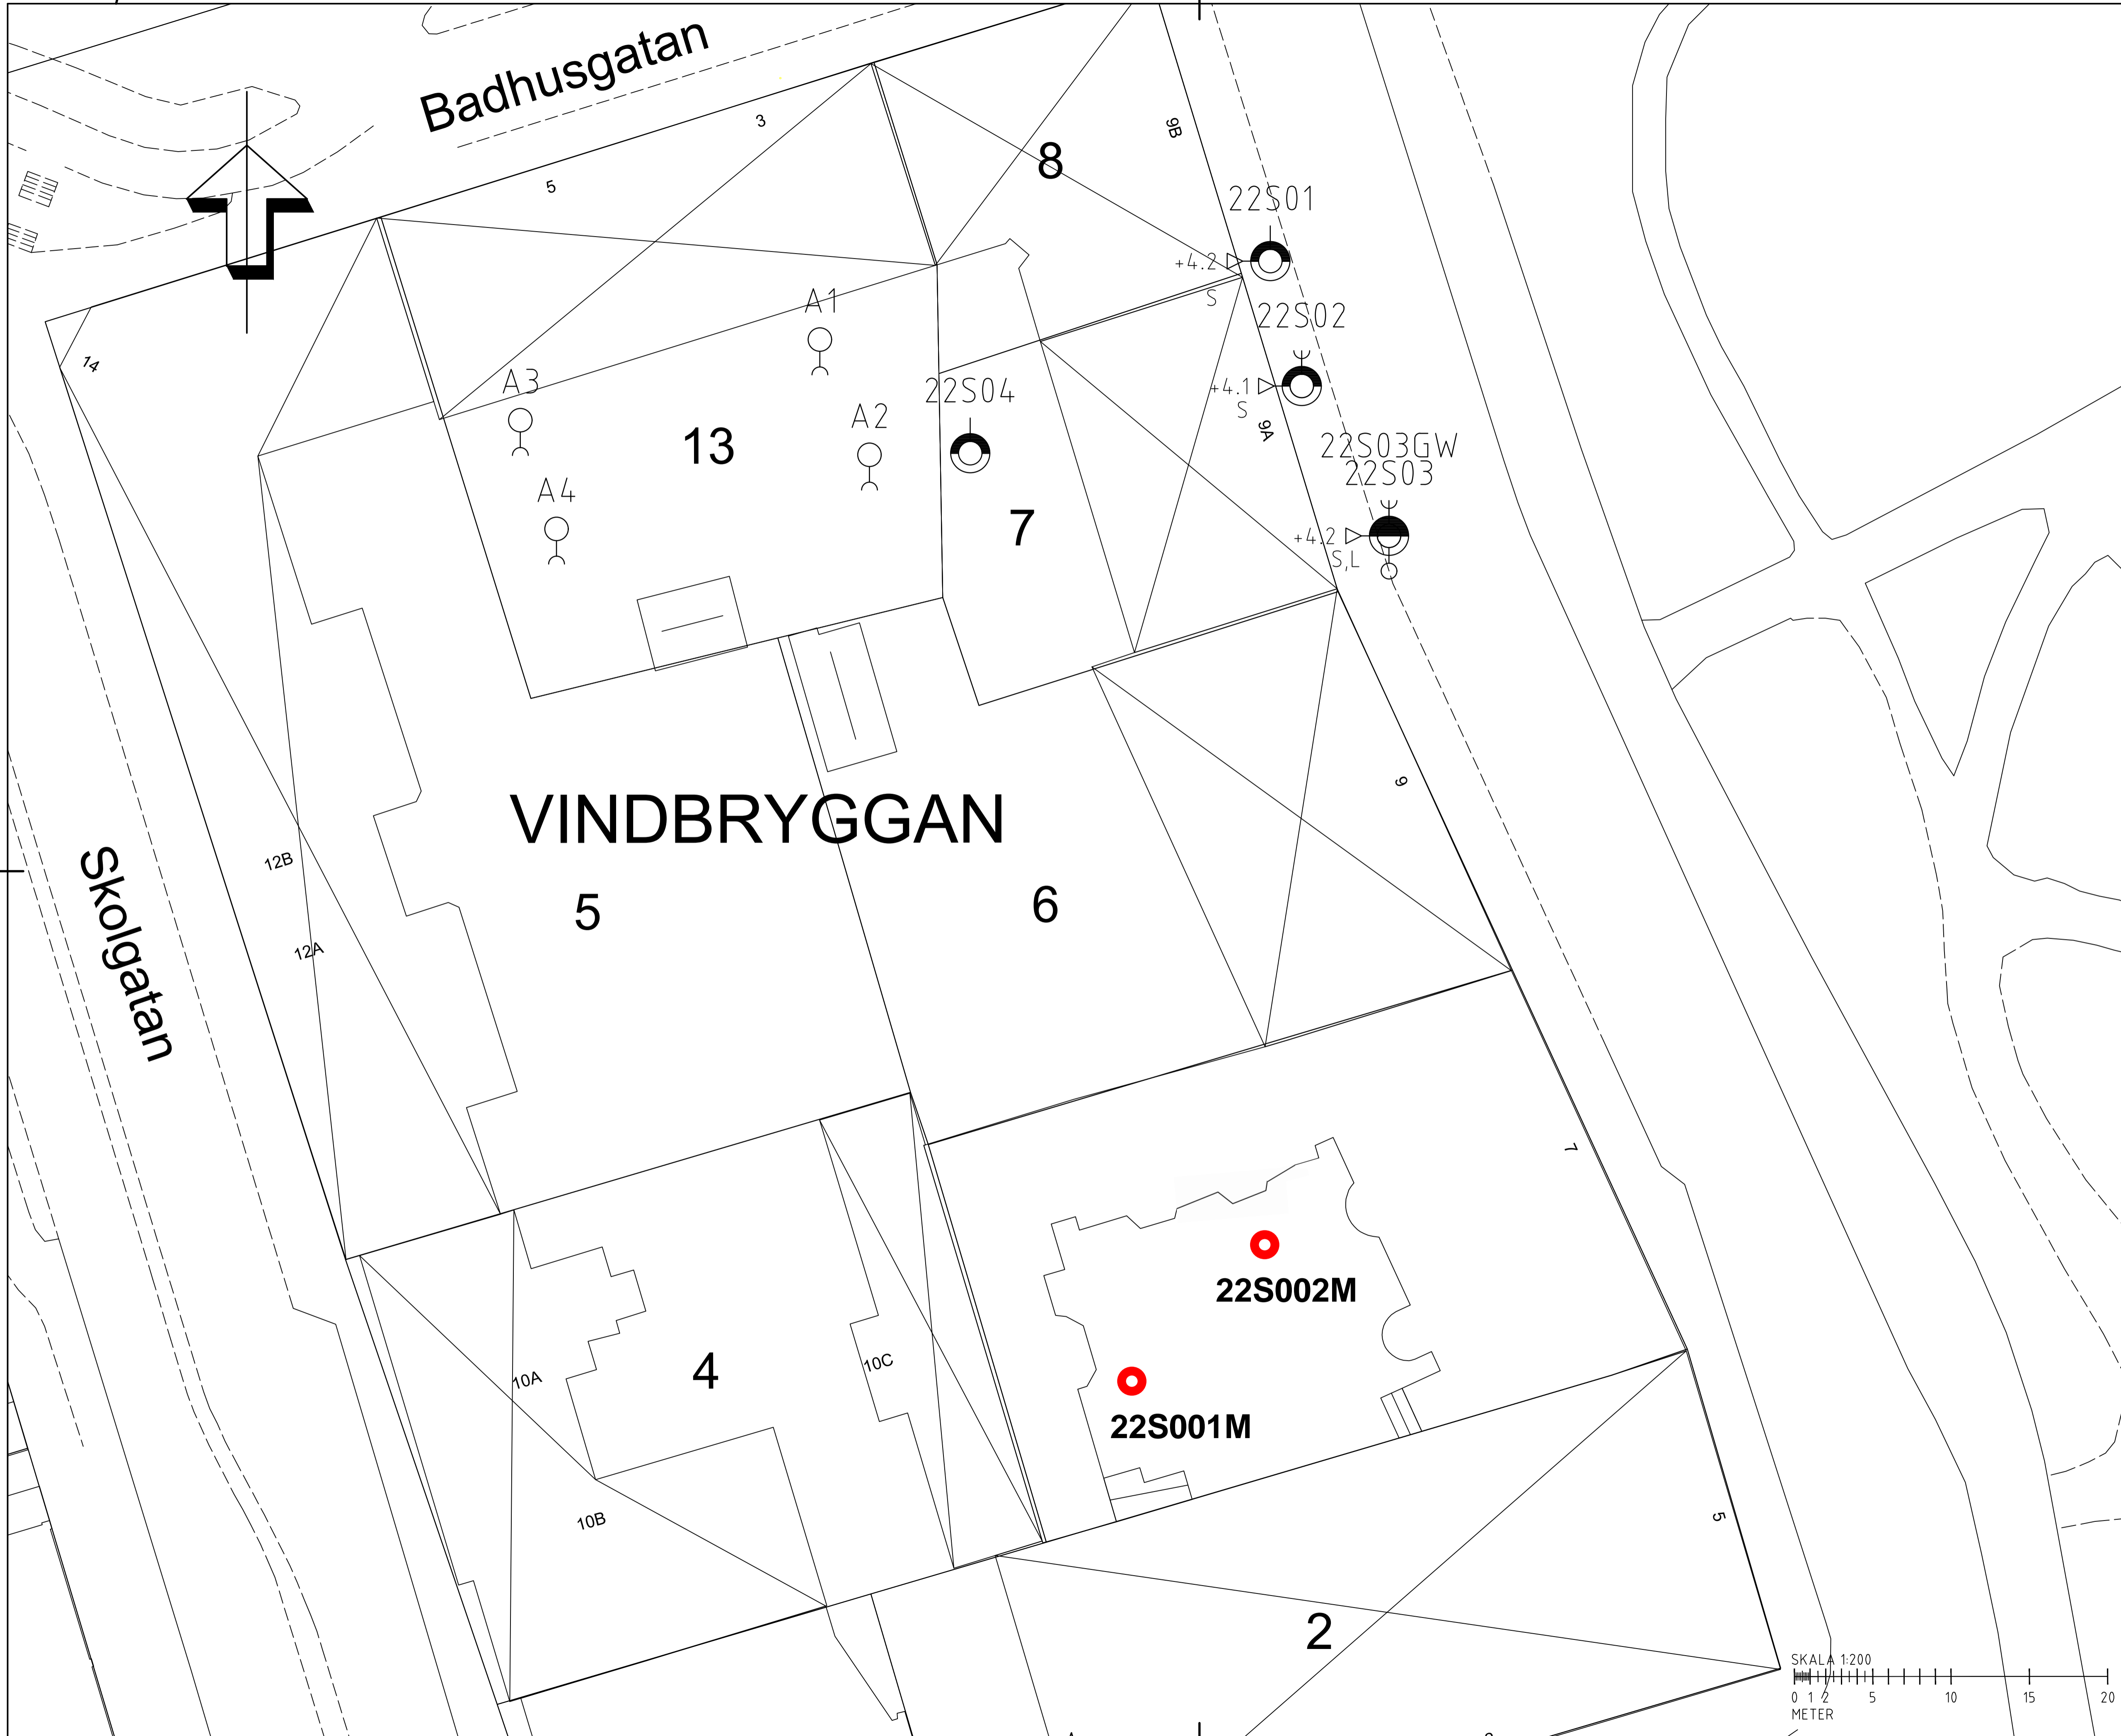 Badhusgatan
3
5
8
9B
22S01
+4.2
S
22S02
+4.1
S
9A
14
A1
A3
A2
22S04
13
A4
7
22S03GW
22S03
+4.2
S,L
VINDBRYGGAN
9
12B
Skolgatan
5
6
12A
7
22S002M
10A
4
10C
22S001M
10B
5
2
SKALA 1:200
0 1 2 5 10 15 20
METER